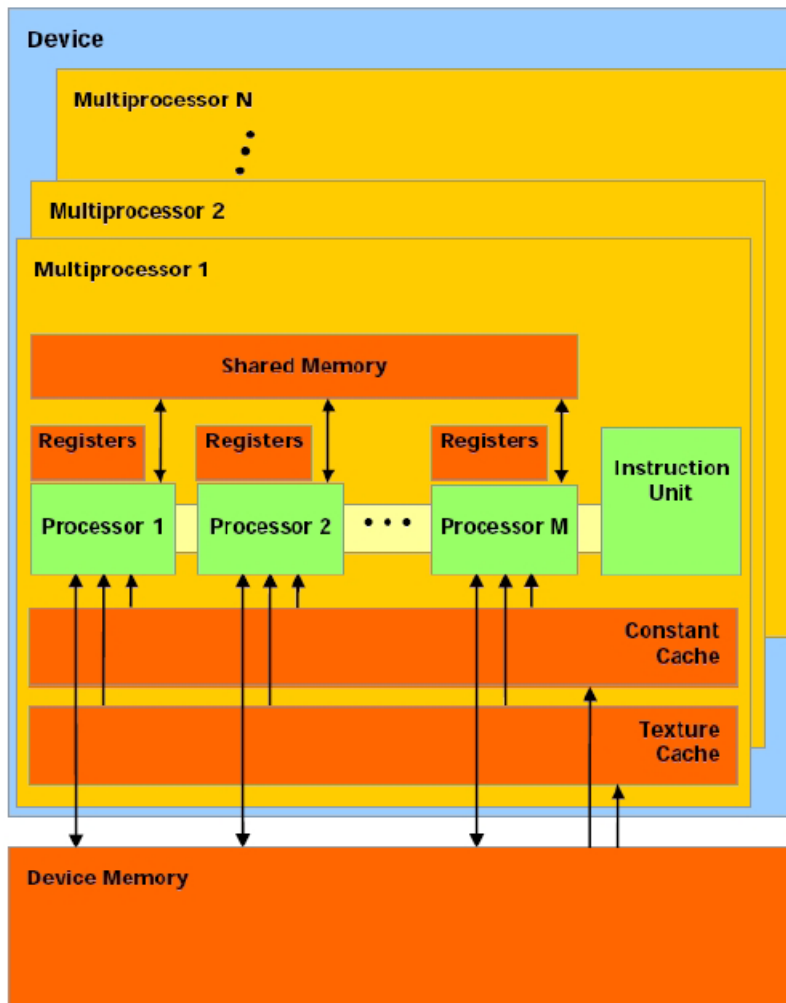 Device
Multiprocessor N
Multiprocessor 2
Multiprocessor 1
Shared Memory
Registers
Registers
Registers
Instruction
Unit
Processor 1
Processor 2
Processor M
Constant
Cache
Texture
Cache
Device Memory